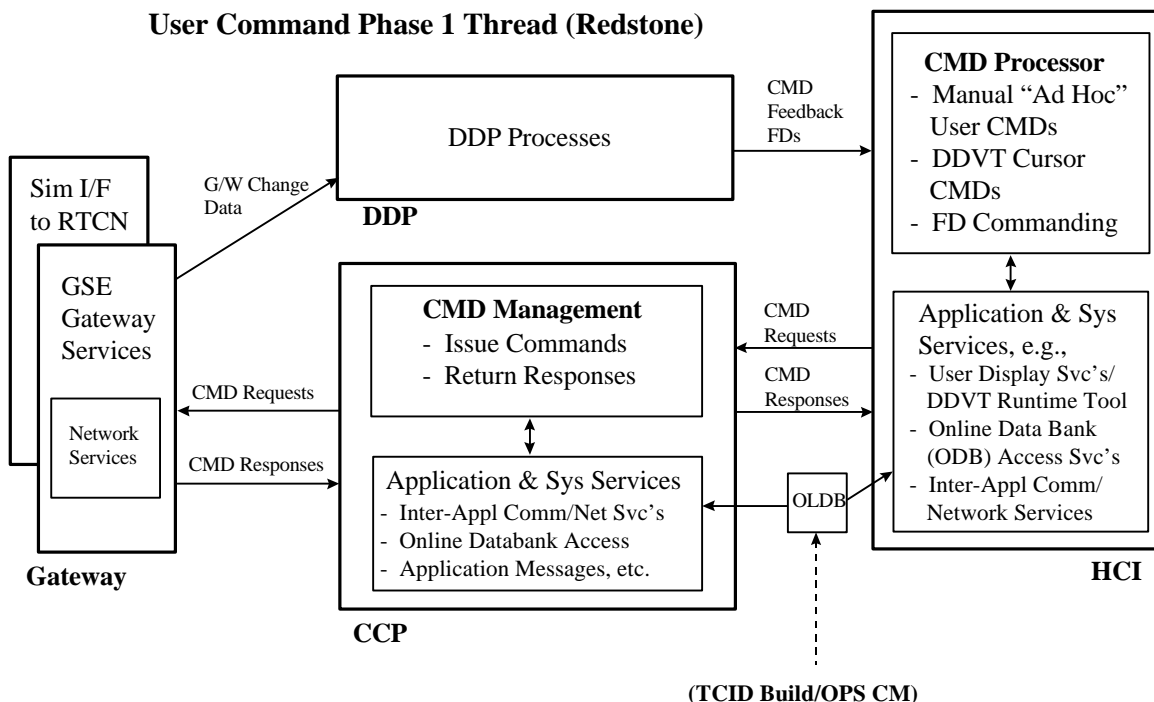 User Command Phase 1 Thread (Redstone)
Sim I/F
to RTCN
GSE
Gateway
Services
Network
Services
Gateway
G/W Change
Data
DDP Processes
DDP
CMD
Feedback
FDs
CMD Requests
CMD Responses
CMD Management
- Issue Commands
- Return Responses
Application & Sys Services
- Inter-Appl Comm/Net Svc's
- Online Databank Access
- Application Messages, etc.
CCP
CMD
Requests
CMD
Responses
OLDB
(TCID Build/OPS CM)
CMD Processor
- Manual “Ad Hoc”
User CMDs
- DDVT Cursor
CMDs
- FD Commanding
Application & Sys
Services, e.g.,
- User Display Svc's/
DDVT Runtime Tool
- Online Data Bank
(ODB) Access Svc's
- Inter-Appl Comm/
Network Services
HCI